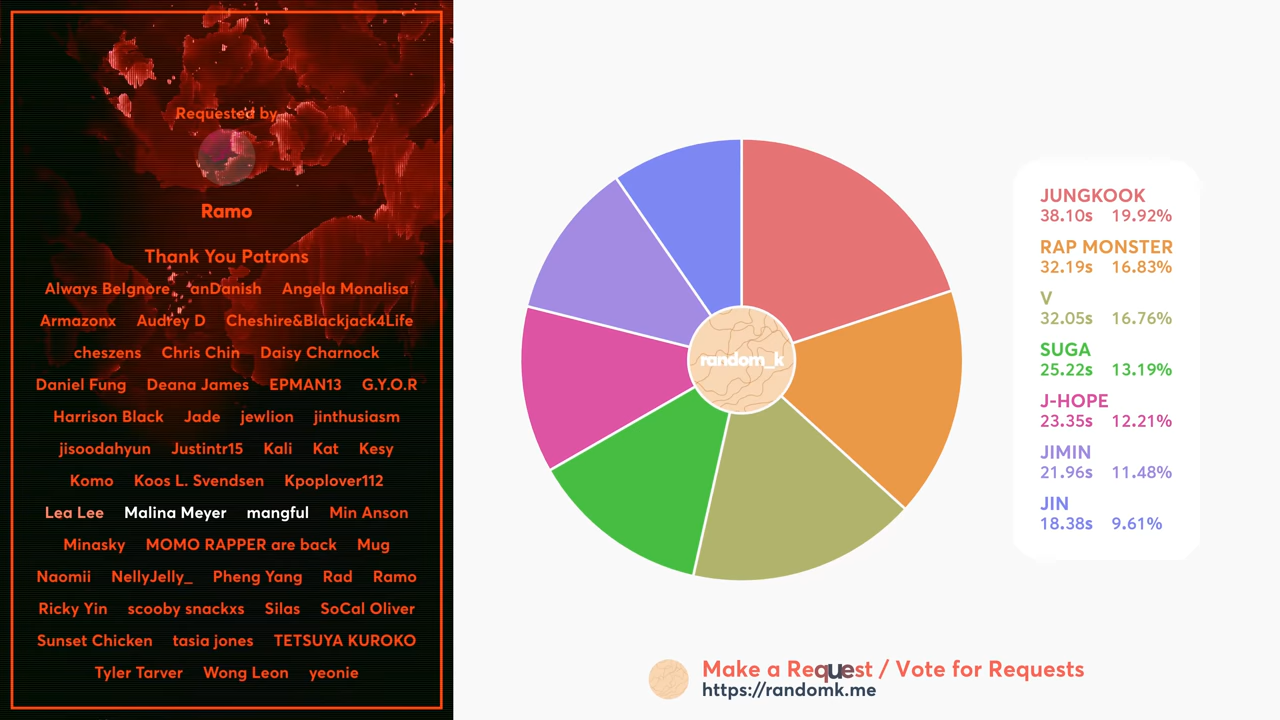 Requested by
Ramo
Thank You Patrons
Always BeIgnore anDanish Angela Monalisa
Armazonx Audrey D Cheshire&Blackjack4Life
cheszens Chris Chin Daisy Charnock
Daniel Fung Deana James EPMAN13 G.Y.O.R
Harrison Black Jade jewlion jinthusiasm
jisoodahyun Justintr15 Kali Kat Kesy
Komo Koos L. Svendsen Kpoplover112
Lea Lee Malina Meyer mangful Min Anson
Minasky MOMO RAPPER are back Mug
Naomii NellyJelly_ Pheng Yang Rad Ramo
Ricky Yin scooby snackxs Silas SoCal Oliver
Sunset Chicken tasia jones TETSUYA KUROKO
Tyler Tarver Wong Leon yeonie
random_k
JUNGKOOK
38.10s 19.92%
RAP MONSTER
32.19s 16.83%
V
32.05s 16.76%
SUGA
25.22s 13.19%
J-HOPE
23.35s 12.21%
JIMIN
21.96s 11.48%
JIN
18.38s 9.61%
Make a Request / Vote for Requests
https://randomk.me